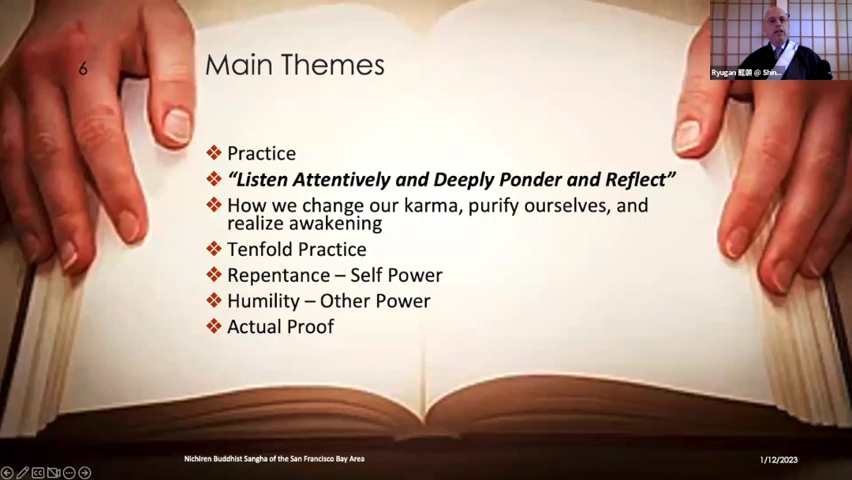 6
Main Themes
Ryugan 龍顕 @ Shin...
Practice
“Listen Attentively and Deeply Ponder and Reflect”
How we change our karma, purify ourselves, and
realize awakening
Tenfold Practice
Repentance – Self Power
Humility – Other Power
Actual Proof
Nichiren Buddhist Sangha of the San Francisco Bay Area
1/12/2023